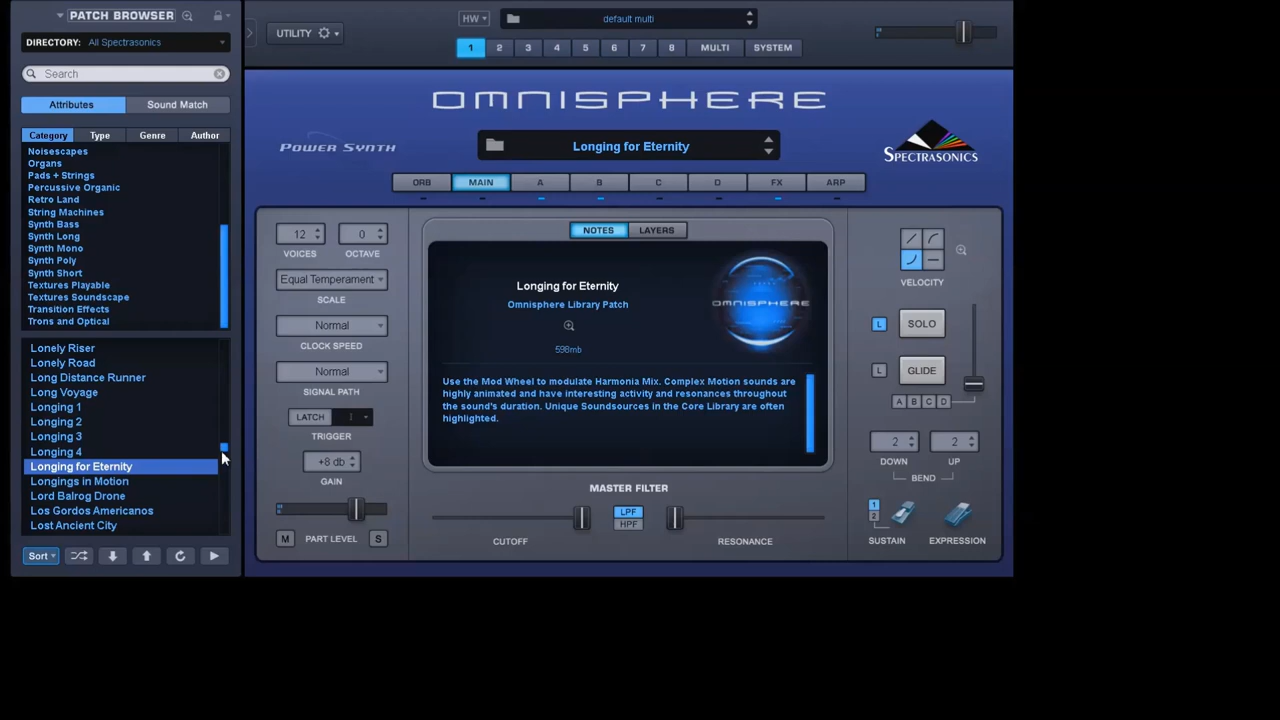 PATCH BROWSER
DIRECTORY: All Spectrasonics
Search
Attributes Sound Match
Category Type Genre Author
Noisescapes
Organs
Pads + Strings
Percussive Organic
Retro Land
String Machines
Synth Bass
Synth Long
Synth Mono
Synth Poly
Synth Short
Textures Playable
Textures Soundscape
Transition Effects
Trons and Optical
Lonely Riser
Lonely Road
Long Distance Runner
Long Voyage
Longing 1
Longing 2
Longing 3
Longing 4
Longing for Eternity
Longings in Motion
Lord Balrog Drone
Los Gordos Americanos
Lost Ancient City
Sort
UTILITY
HW default multi
1 2 3 4 5 6 7 8 MULTI SYSTEM
OMNISPHERE
POWER SYNTH
Longing for Eternity
SPECTRASONICS
ORB MAIN A B C D FX ARP
12 0
VOICES OCTAVE
Equal Temperament
SCALE
Normal
CLOCK SPEED
Normal
SIGNAL PATH
LATCH 1
TRIGGER
+8 db
GAIN
M PART LEVEL S
NOTES LAYERS
Longing for Eternity
Omnisphere Library Patch
598mb
OMNISPHERE
Use the Mod Wheel to modulate Harmonia Mix. Complex Motion sounds are
highly animated and have interesting activity and resonances throughout
the sound's duration. Unique Soundsources in the Core Library are often
highlighted.
MASTER FILTER
LPF
HPF
CUTOFF RESONANCE
VELOCITY
L SOLO
L GLIDE
A B C D
2 2
DOWN UP
BEND
1
2
SUSTAIN EXPRESSION